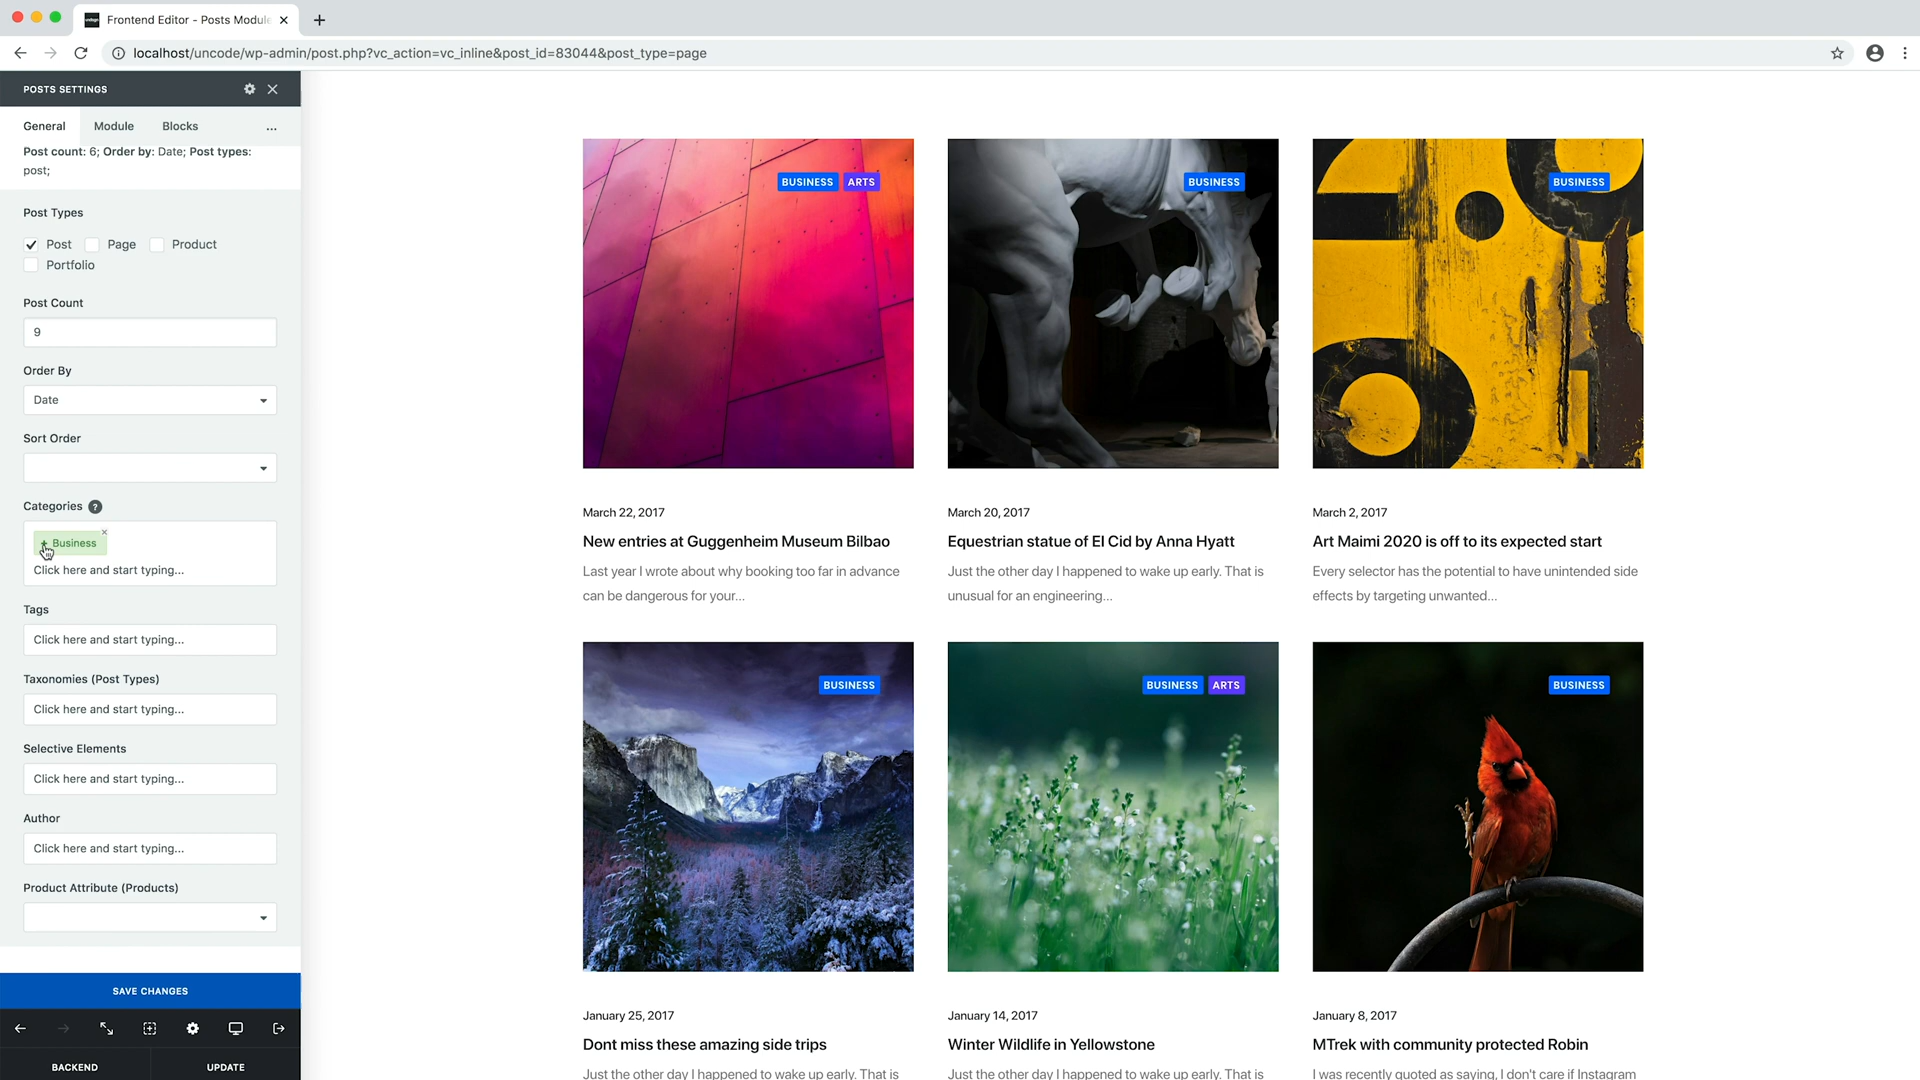 Frontend Editor - Posts Module
localhost/uncode/wp-admin/post.php?vc_action=vc_inline&post_id=83044&post_type=page
POSTS SETTINGS
General Module Blocks ...
Post count: 6; Order by: Date; Post types:
post;
Post Types
Post Page Product
Portfolio
Post Count
9
Order By
Date
Sort Order
Categories ?
+ Business ×
Click here and start typing...
Tags
Click here and start typing...
Taxonomies (Post Types)
Click here and start typing...
Selective Elements
Click here and start typing...
Author
Click here and start typing...
Product Attribute (Products)
SAVE CHANGES
BACKEND UPDATE
BUSINESS ARTS
March 22, 2017
New entries at Guggenheim Museum Bilbao
Last year I wrote about why booking too far in advance
can be dangerous for your...
BUSINESS
March 20, 2017
Equestrian statue of El Cid by Anna Hyatt
Just the other day I happened to wake up early. That is
unusual for an engineering...
BUSINESS
March 2, 2017
Art Maimi 2020 is off to its expected start
Every selector has the potential to have unintended side
effects by targeting unwanted...
BUSINESS
January 25, 2017
Dont miss these amazing side trips
Just the other day I happened to wake up early. That is
BUSINESS ARTS
January 14, 2017
Winter Wildlife in Yellowstone
Just the other day I happened to wake up early. That is
BUSINESS
January 8, 2017
MTrek with community protected Robin
I was recently quoted as saying, I don't care if Instagram